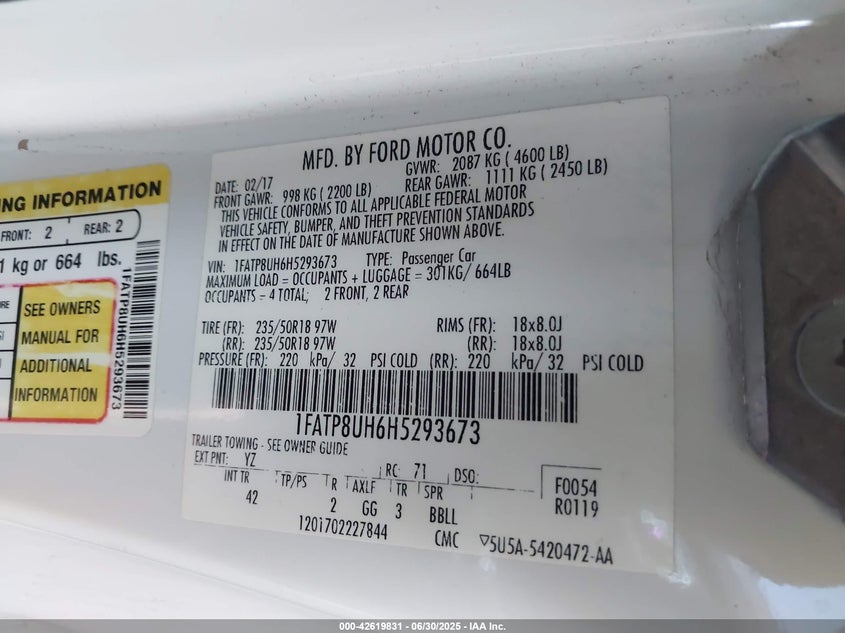 NG INFORMATION
FRONT: 2 REAR: 2
1 kg or 664 lbs.
SEE OWNERS
MANUAL FOR
ADDITIONAL
INFORMATION
1FATP8UH6H5293673
MFD. BY FORD MOTOR CO.
DATE: 02/17 GVWR: 2087 KG ( 4600 LB)
FRONT GAWR: 998 KG ( 2200 LB) REAR GAWR: 1111 KG ( 2450 LB)
THIS VEHICLE CONFORMS TO ALL APPLICABLE FEDERAL MOTOR
VEHICLE SAFETY, BUMPER, AND THEFT PREVENTION STANDARDS
IN EFFECT ON THE DATE OF MANUFACTURE SHOWN ABOVE.
VIN: 1FATP8UH6H5293673 TYPE: Passenger Car
MAXIMUM LOAD = OCCUPANTS + LUGGAGE = 301KG/ 664LB
OCCUPANTS = 4 TOTAL; 2 FRONT, 2 REAR
TIRE (FR): 235/50R18 97W RIMS (FR): 18x8.0J
(RR): 235/50R18 97W (RR): 18x8.0J
PRESSURE (FR): 220 kPa/ 32 PSI COLD (RR): 220 kPa/ 32 PSI COLD
1FATP8UH6H5293673
TRAILER TOWING - SEE OWNER GUIDE
EXT PNT: YZ RC: 71 DSO:
INT TR TP/PS R AXLF TR SPR
42 2 GG 3 BBLL
F0054
R0119
1201702227844 CMC ▽5U5A-5420472-AA
000-42619831 - 06/30/2025 - IAA Inc.